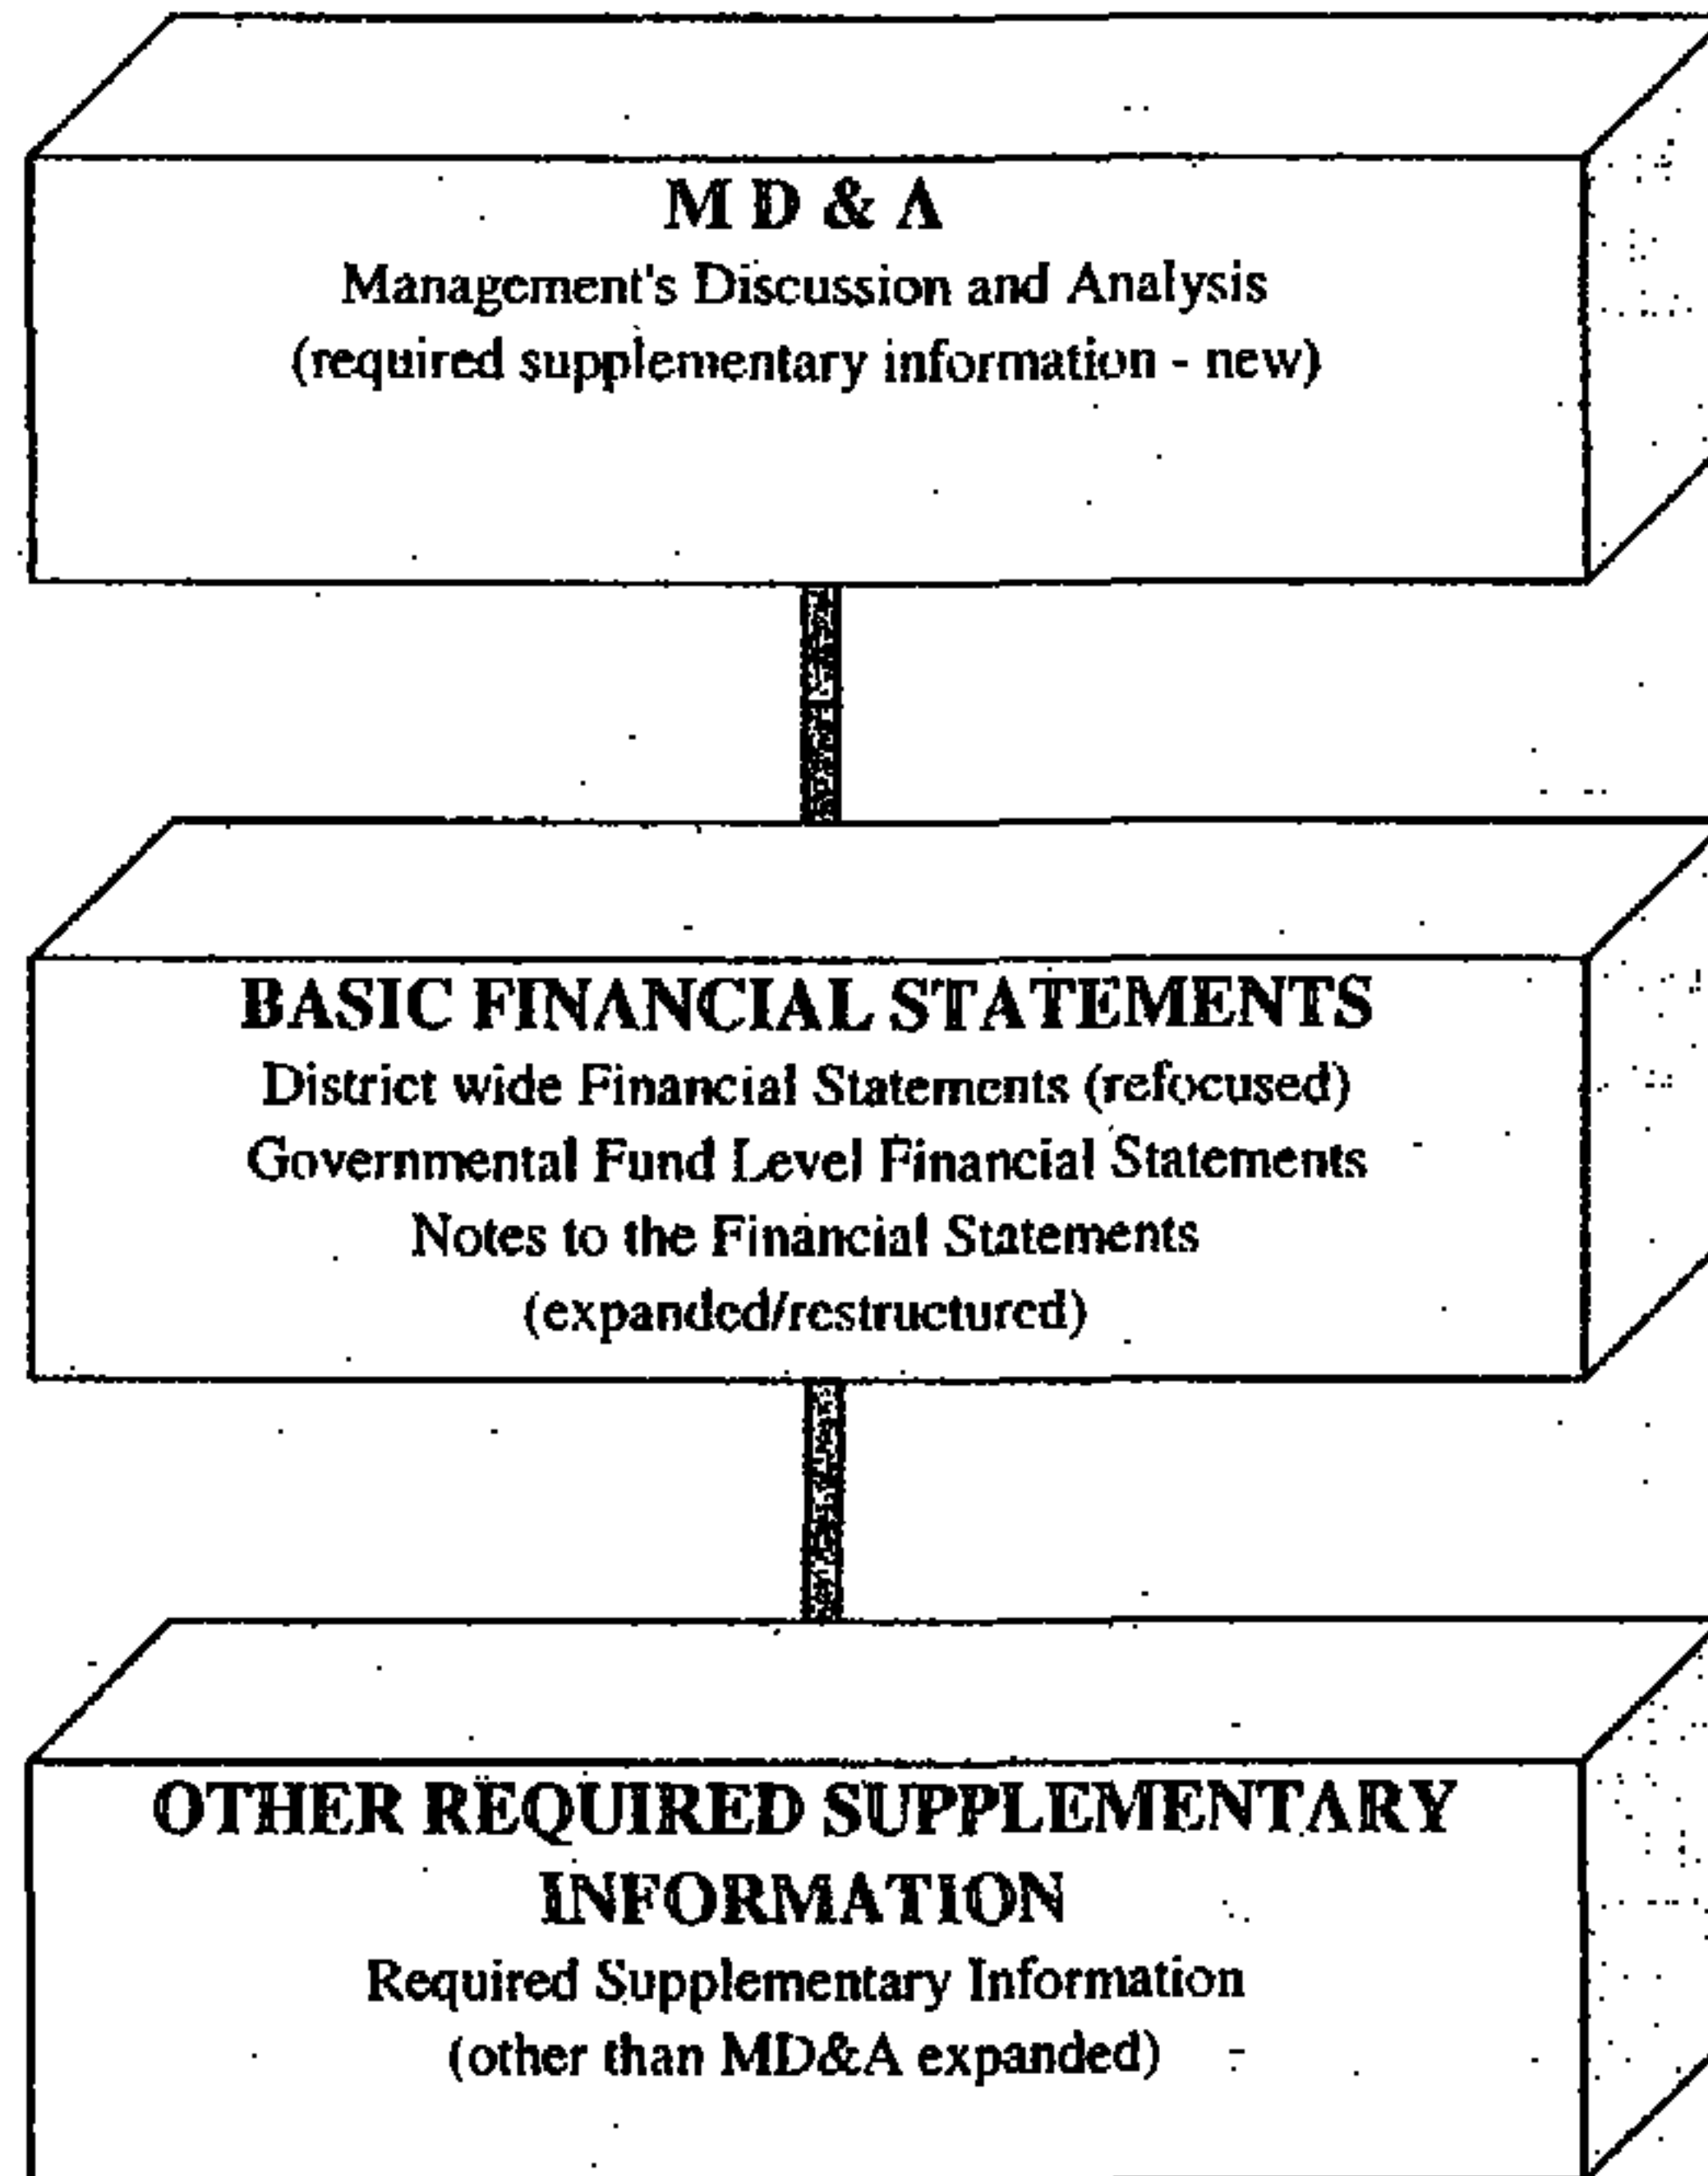 M D & A
Management's Discussion and Analysis
(required supplementary information - new)
BASIC FINANCIAL STATEMENTS
District wide Financial Statements (refocused)
Governmental Fund Level Financial Statements
Notes to the Financial Statements
(expanded/restructured)
OTHER REQUIRED SUPPLEMENTARY
INFORMATION
Required Supplementary Information
(other than MD&A expanded)